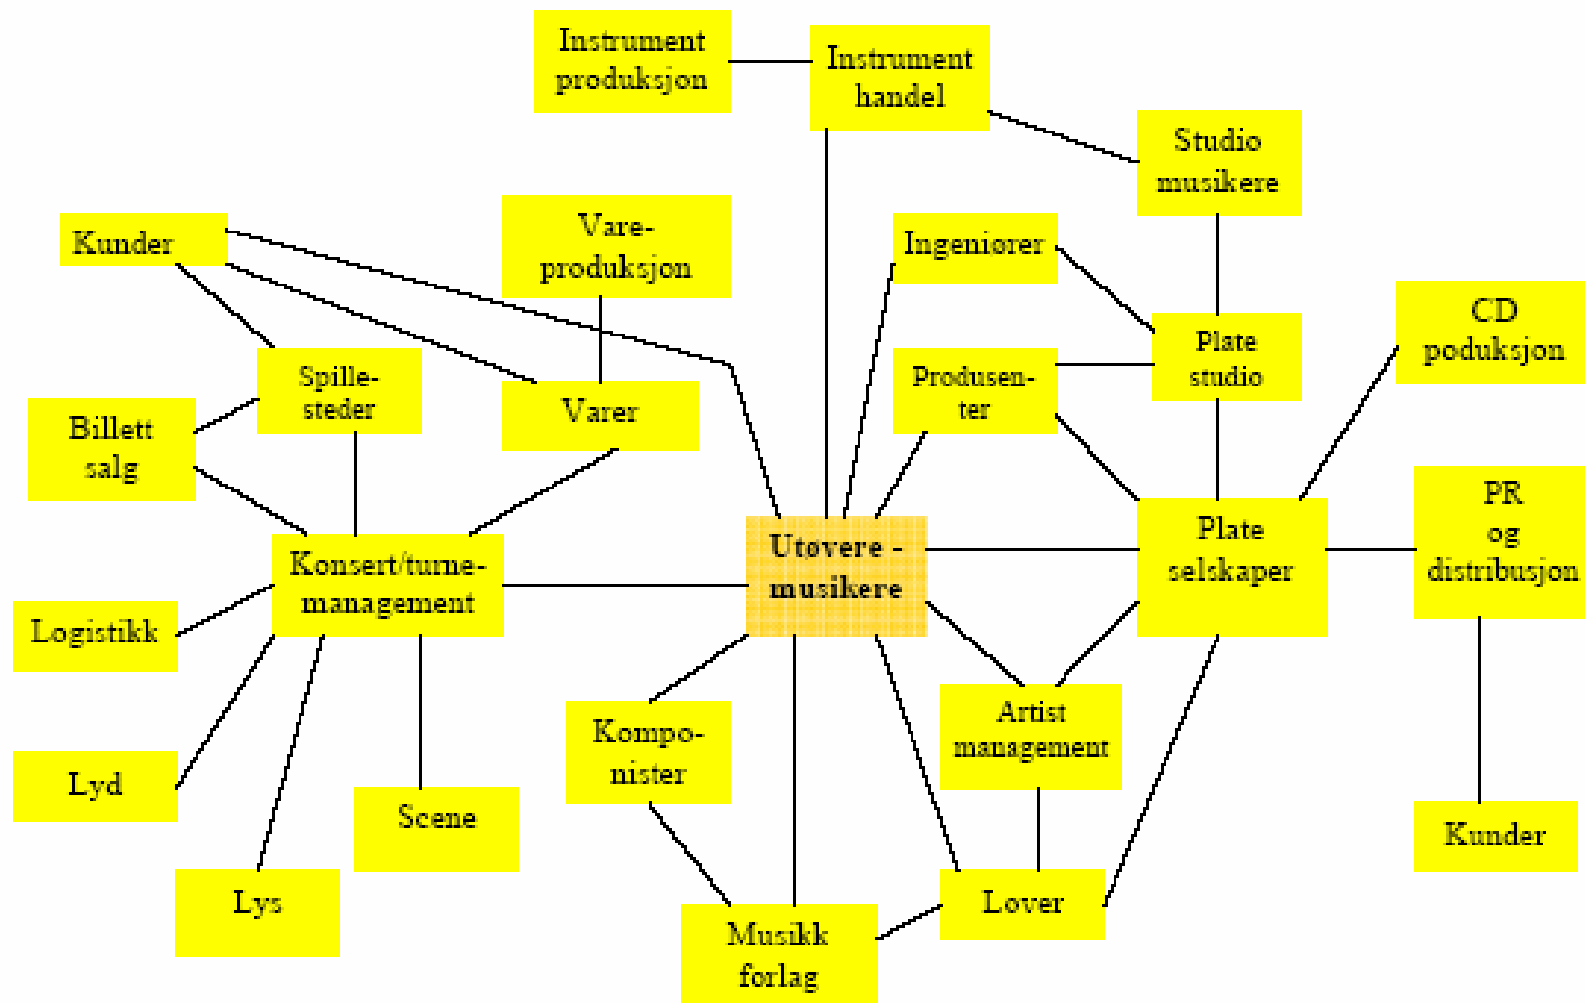 Instrument
produksjon
Instrument
handel
Studio
musikere
Kunder
Vare-
produksjon
Ingeniører
CD
poduksjon
Spille-
steder
Varer
Produsen-
ter
Plate
studio
Billett
salg
PR
og
distribusjon
Konsert/turne-
management
Utøvere -
musikere
Plate
selskaper
Logistikk
Kompo-
nister
Artist
management
Lyd
Scene
Kunder
Lys
Musikk
forlag
Lover